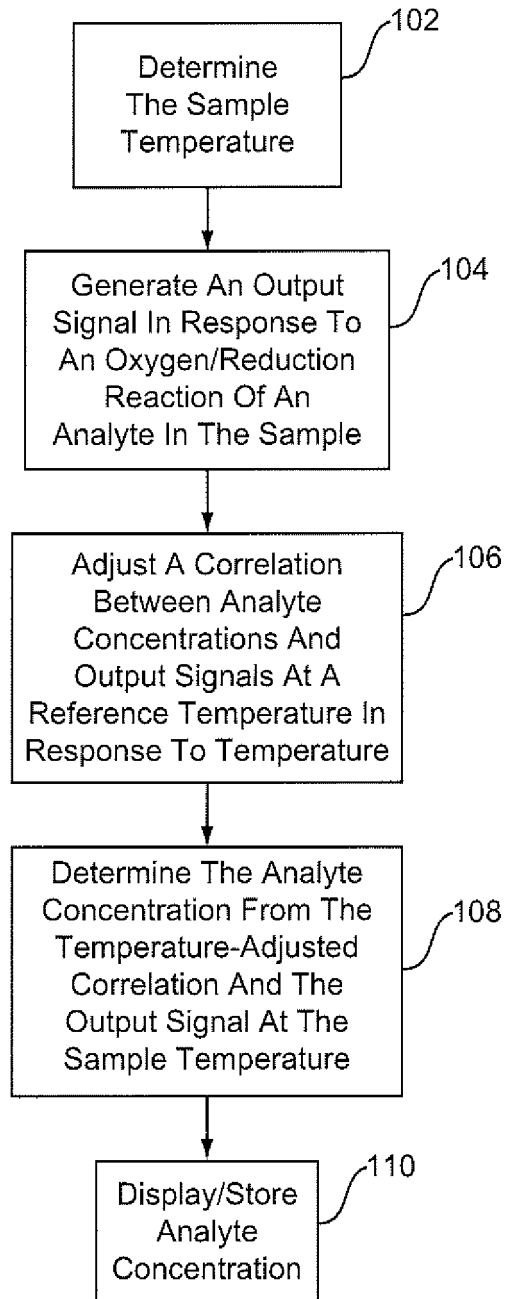 102
Determine
The Sample
Temperature
104
Generate An Output
Signal In Response To
An Oxygen/Reduction
Reaction Of An
Analyte In The Sample
106
Adjust A Correlation
Between Analyte
Concentrations And
Output Signals At A
Reference Temperature In
Response To Temperature
108
Determine The Analyte
Concentration From The
Temperature-Adjusted
Correlation And The
Output Signal At The
Sample Temperature
110
Display/Store
Analyte
Concentration